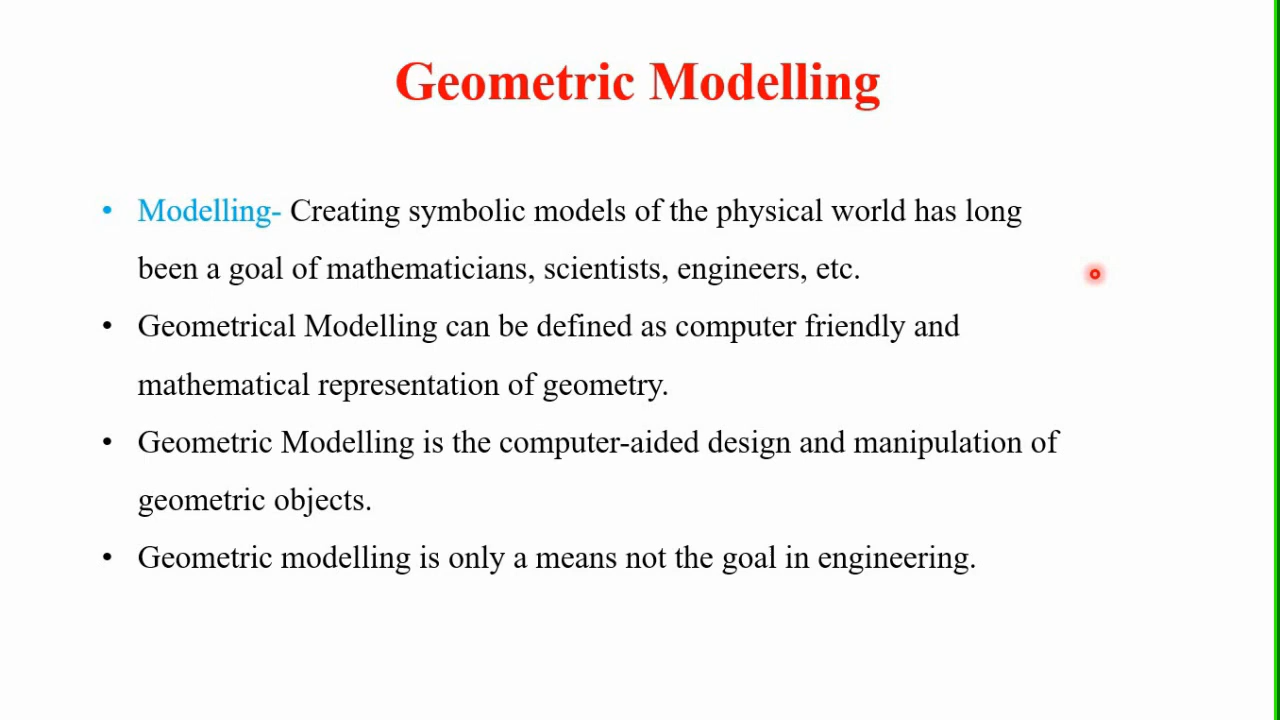 Geometric Modelling
• Modelling- Creating symbolic models of the physical world has long
been a goal of mathematicians, scientists, engineers, etc.
• Geometrical Modelling can be defined as computer friendly and
mathematical representation of geometry.
• Geometric Modelling is the computer-aided design and manipulation of
geometric objects.
• Geometric modelling is only a means not the goal in engineering.